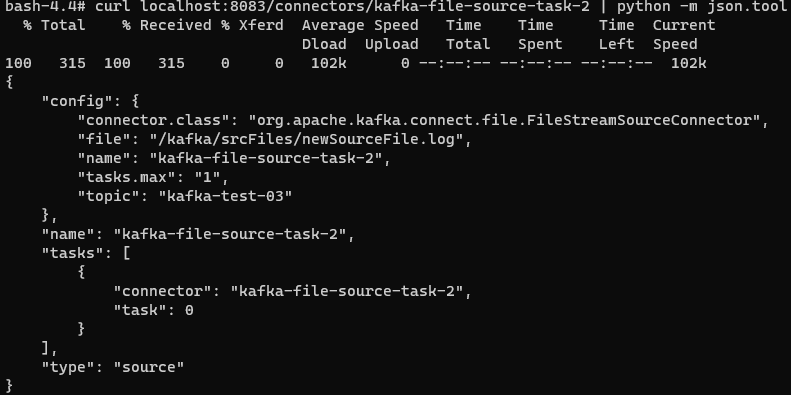 bash-4.4# curl localhost:8083/connectors/kafka-file-source-task-2 | python -m json.tool
  % Total    % Received % Xferd  Average Speed   Time    Time     Time  Current
                                 Dload  Upload   Total   Spent    Left  Speed
100   315  100   315    0     0   102k      0 --:--:-- --:--:-- --:--:--  102k
{
    "config": {
        "connector.class": "org.apache.kafka.connect.file.FileStreamSourceConnector",
        "file": "/kafka/srcFiles/newSourceFile.log",
        "name": "kafka-file-source-task-2",
        "tasks.max": "1",
        "topic": "kafka-test-03"
    },
    "name": "kafka-file-source-task-2",
    "tasks": [
        {
            "connector": "kafka-file-source-task-2",
            "task": 0
        }
    ],
    "type": "source"
}